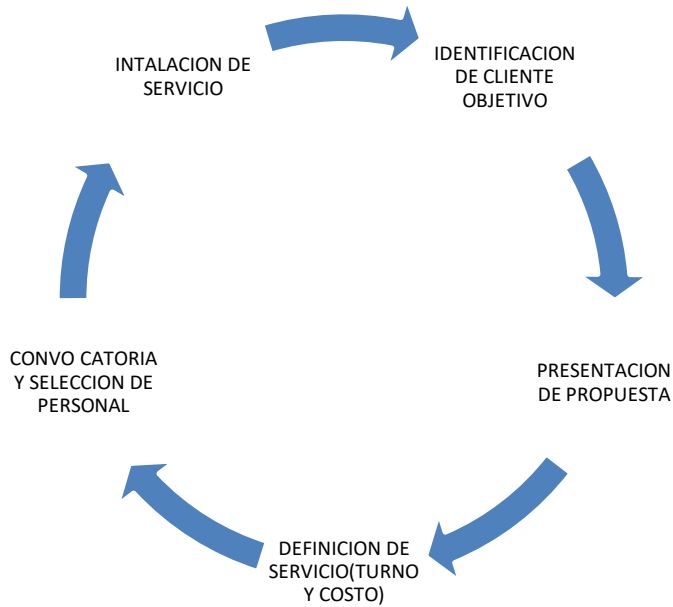 INTALACION DE
SERVICIO
IDENTIFICACION
DE CLIENTE
OBJETIVO
PRESENTACION
DE PROPUESTA
DEFINICION DE
SERVICIO(TURNO
Y COSTO)
CONVO CATORIA
Y SELECCION DE
PERSONAL